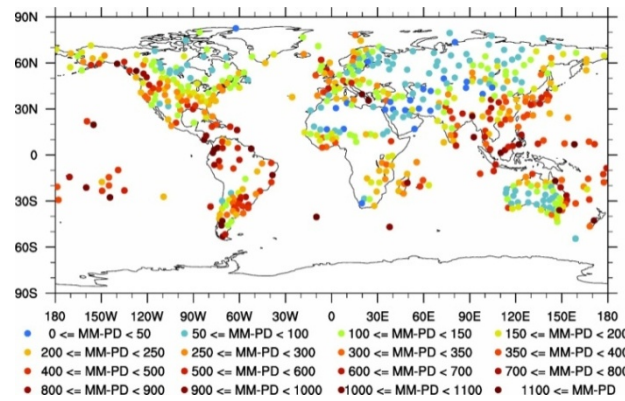 90N
60N
30N
0
30S
60S
90S
180 150W 120W 90W 60W 30W 0 30E 60E 90E 120E 150E 180
0 <= MM-PD < 50 50 <= MM-PD < 100 100 <= MM-PD < 150 150 <= MM-PD < 200
200 <= MM-PD < 250 250 <= MM-PD < 300 300 <= MM-PD < 350 350 <= MM-PD < 400
400 <= MM-PD < 500 500 <= MM-PD < 600 600 <= MM-PD < 700 700 <= MM-PD < 800
800 <= MM-PD < 900 900 <= MM-PD < 1000 1000 <= MM-PD < 1100 1100 <= MM-PD